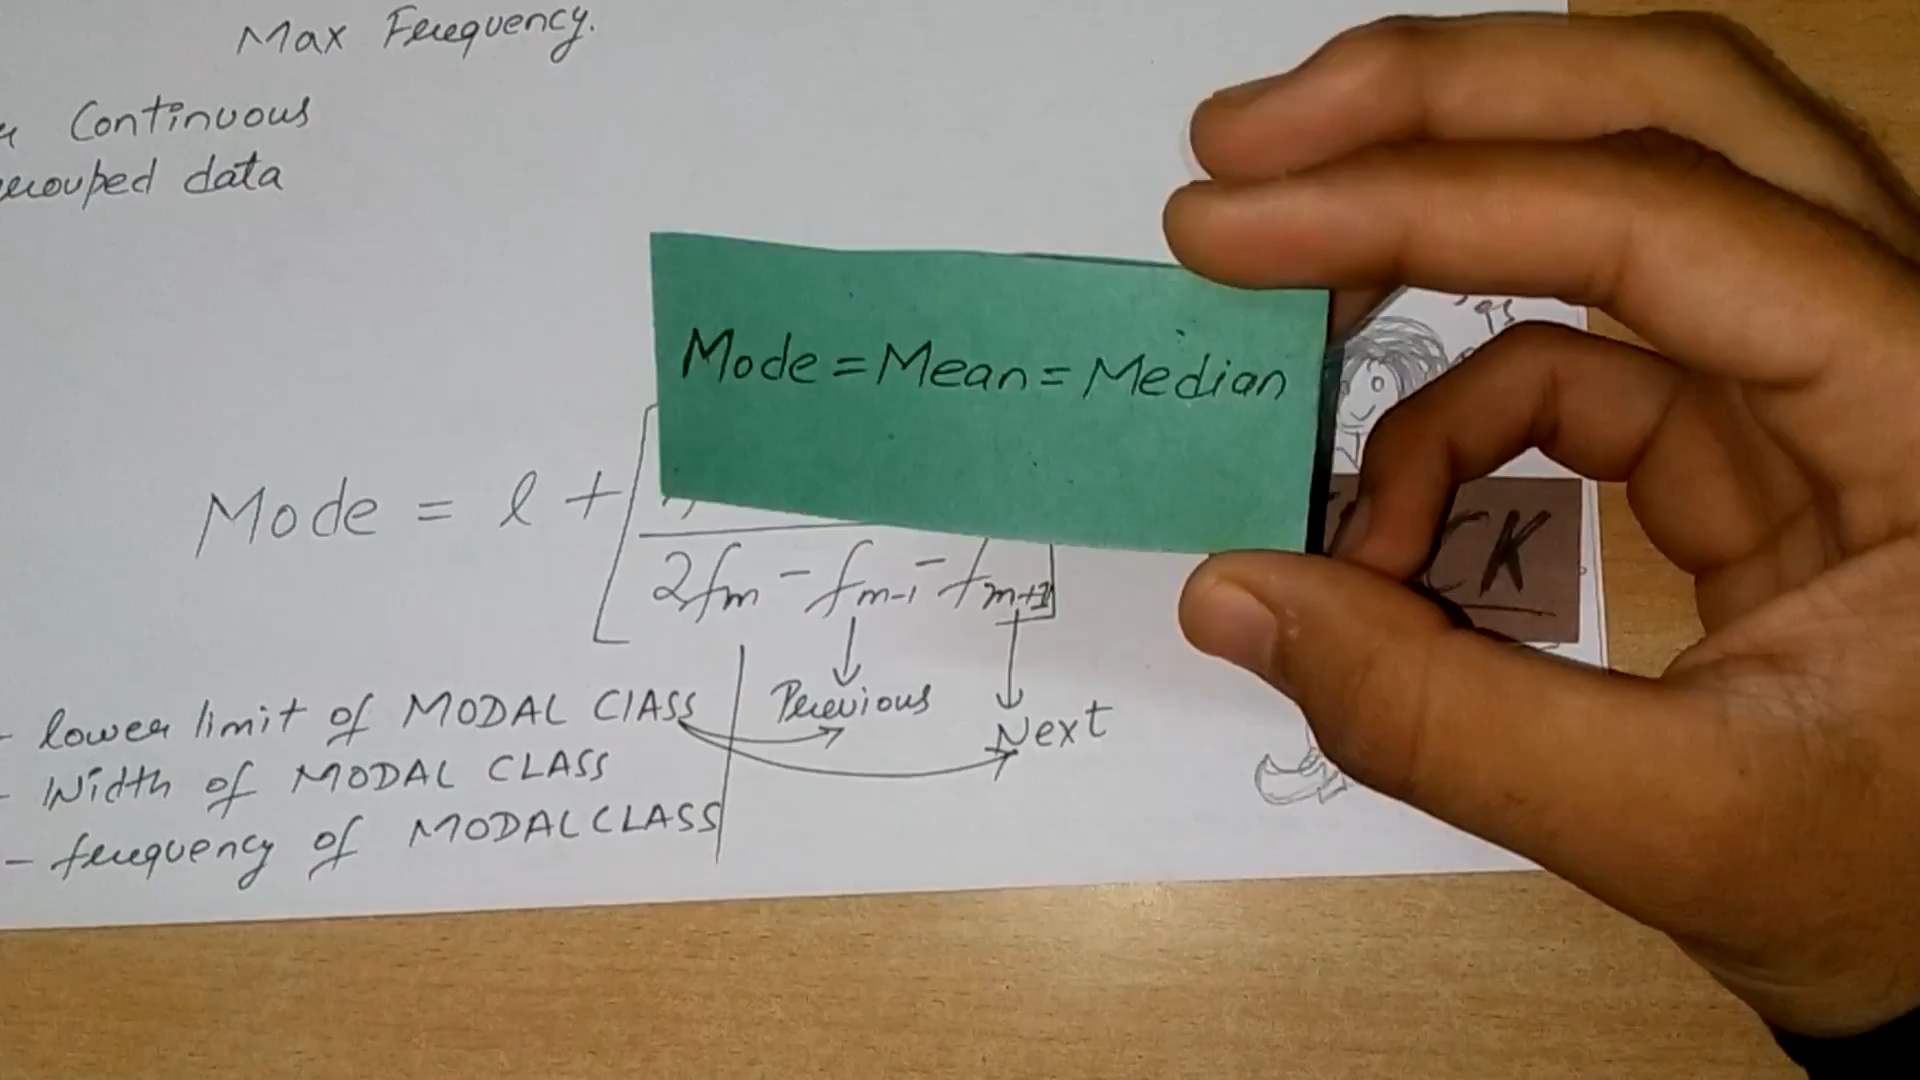 Max Frequency.
Continuous
grouped data
Mode = Mean = Median
Mode = l + [
2fm - fm-1 - fm+1 ]
Previous
Next
- lower limit of MODAL ClASS
- Width of MODAL CLASS
- frequency of MODAL CLASS